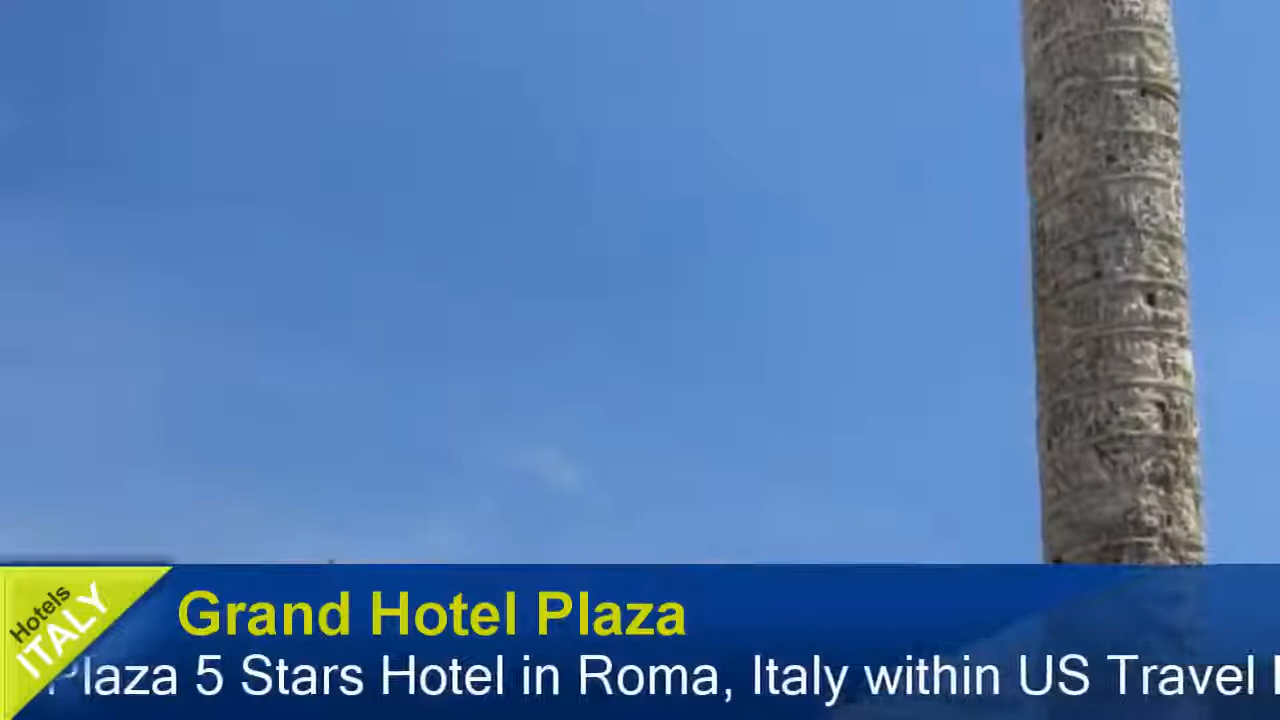 Hotels
ITALY
Grand Hotel Plaza
Plaza 5 Stars Hotel in Roma, Italy within US Travel